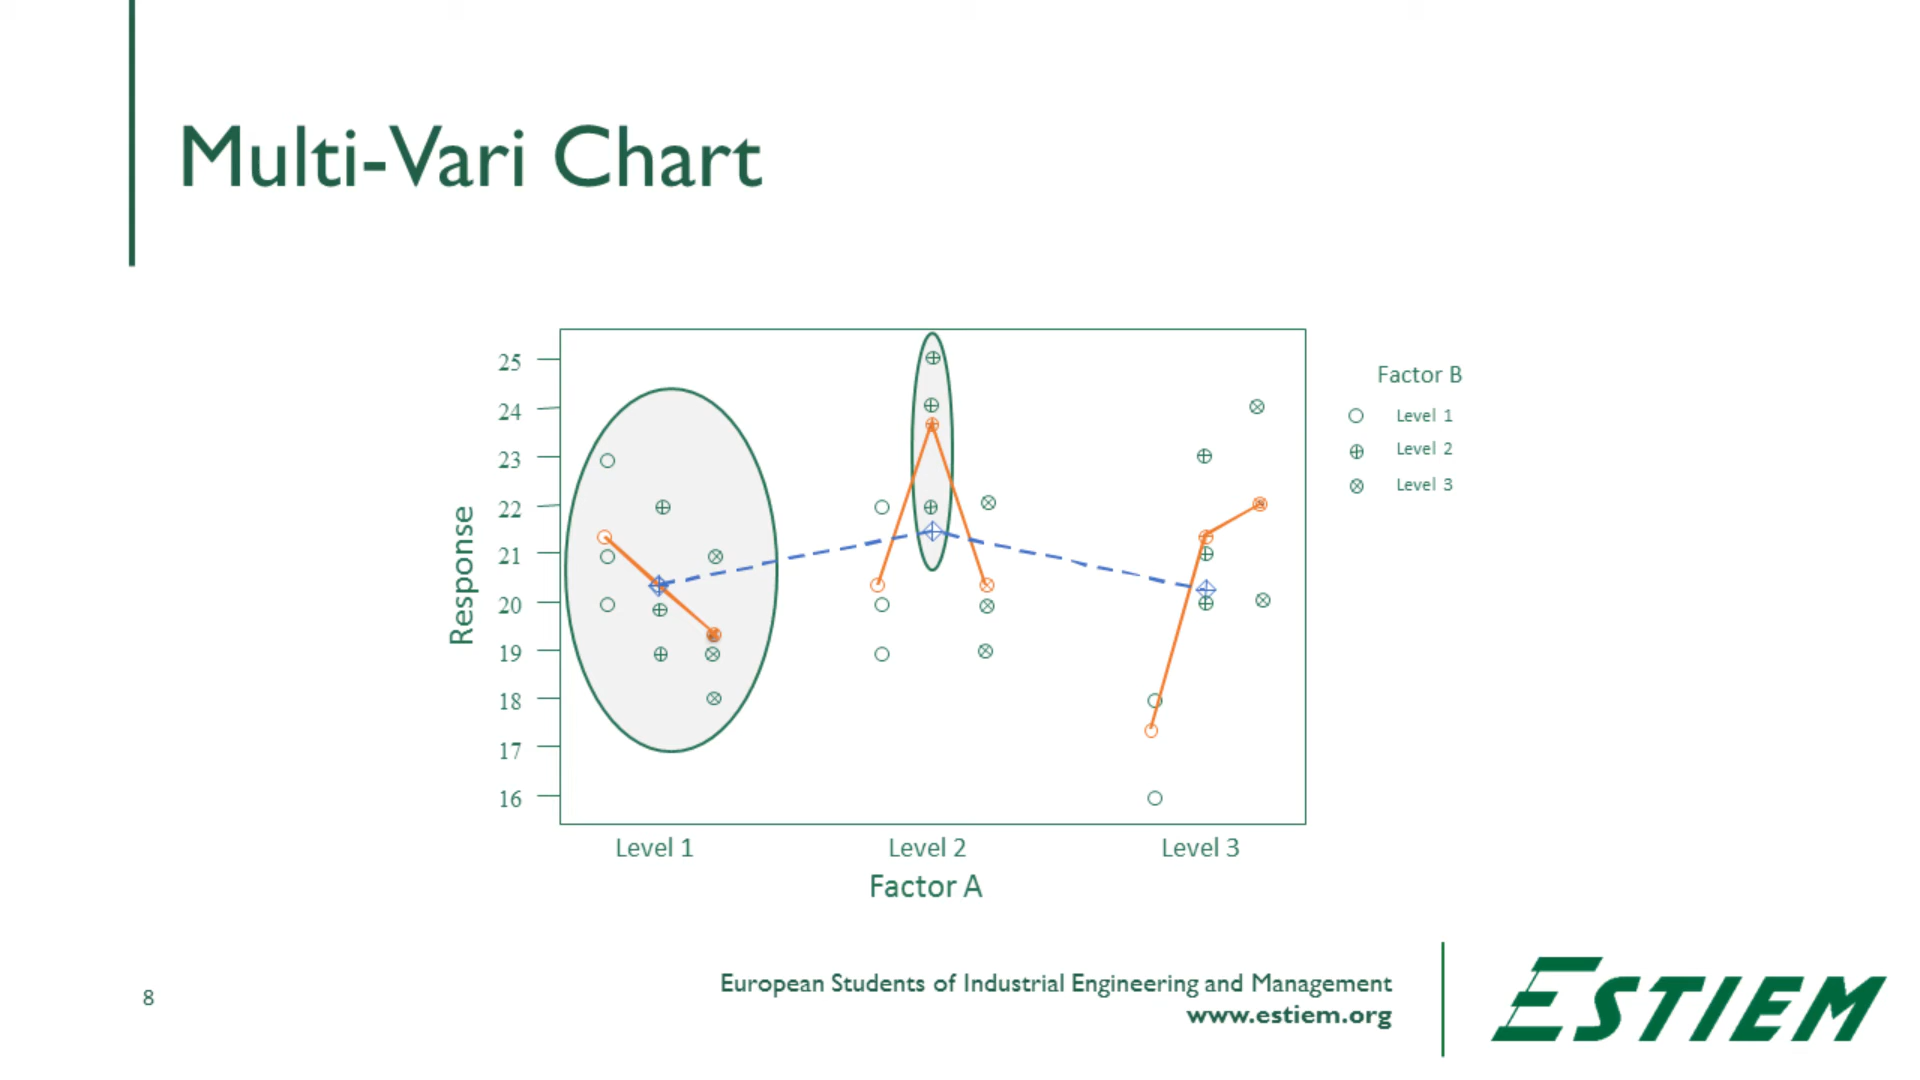 Multi-Vari Chart
25
24
23
22
21
20
19
18
17
16
Response
Level 1
Level 2
Level 3
Factor A
Factor B
Level 1
Level 2
Level 3
8
European Students of Industrial Engineering and Management
www.estiem.org
ESTIEM